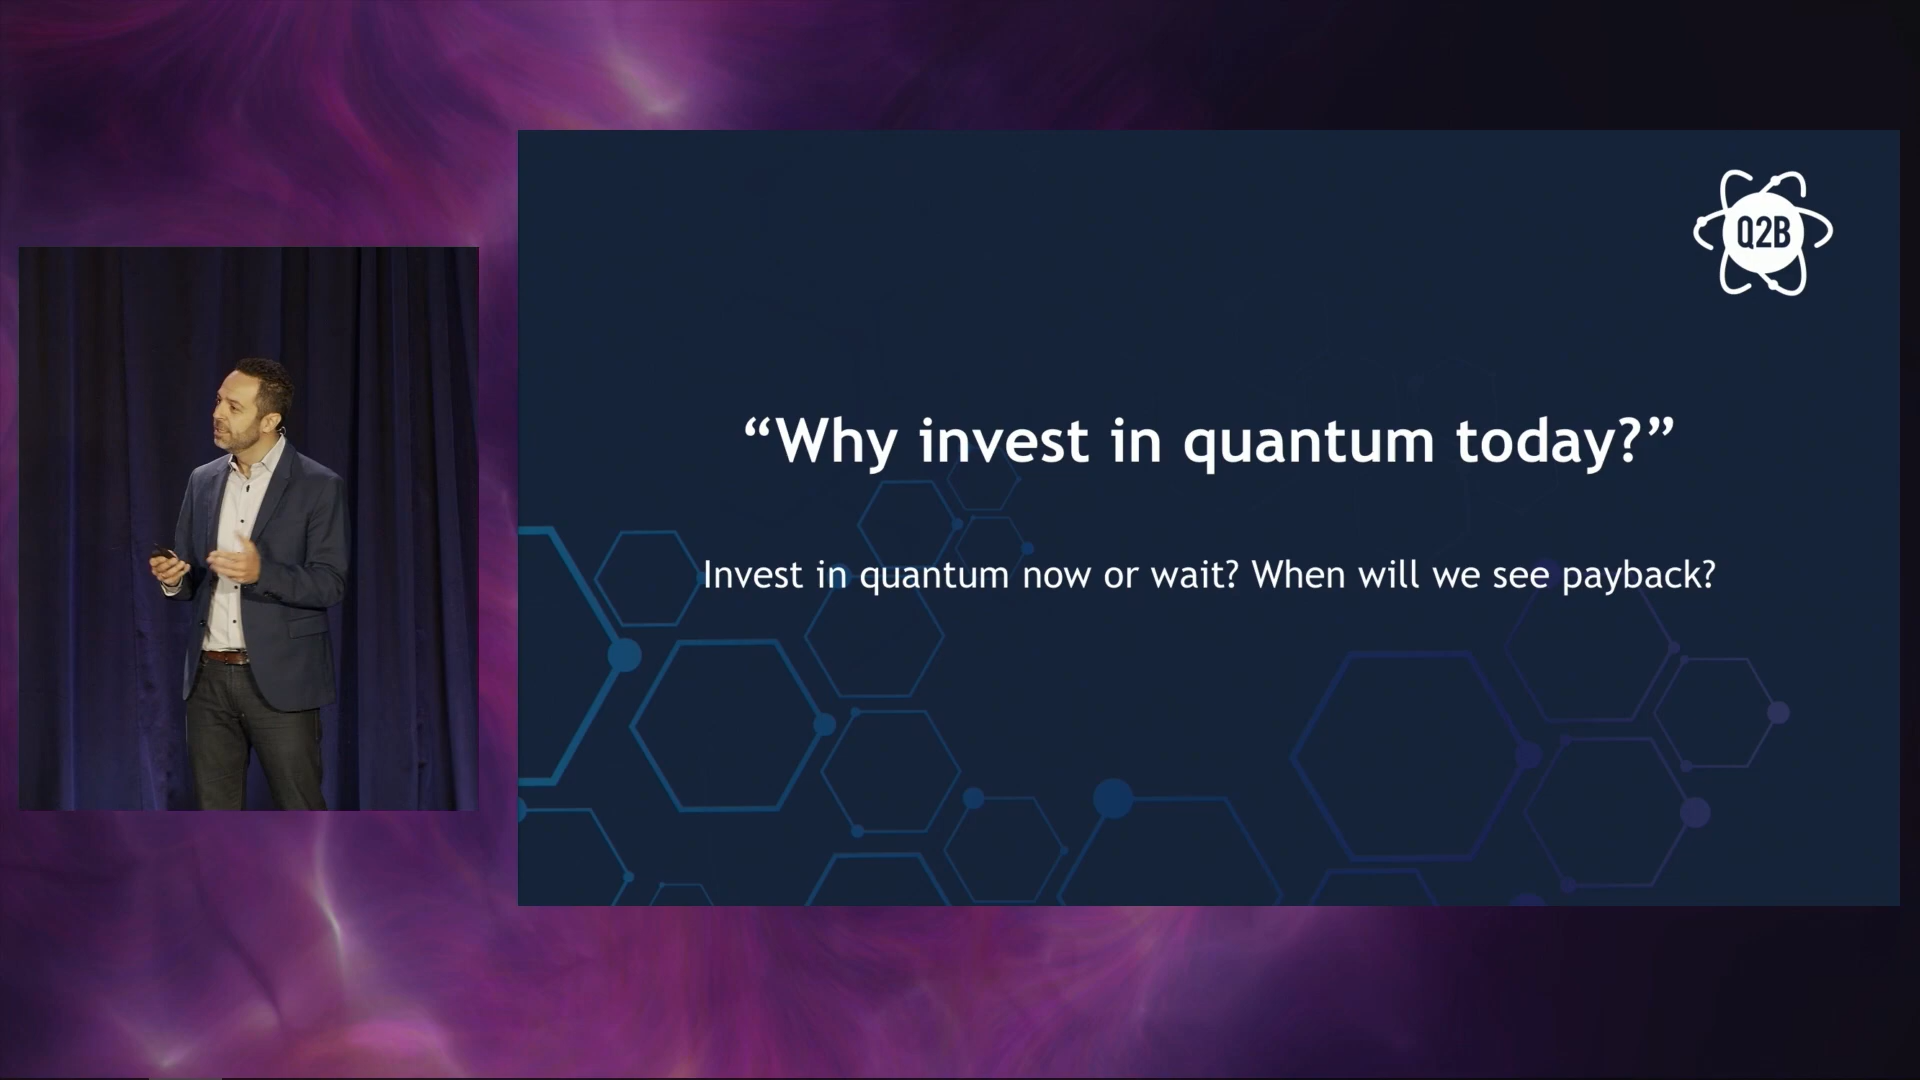 Q2B
“Why invest in quantum today?”
Invest in quantum now or wait? When will we see payback?